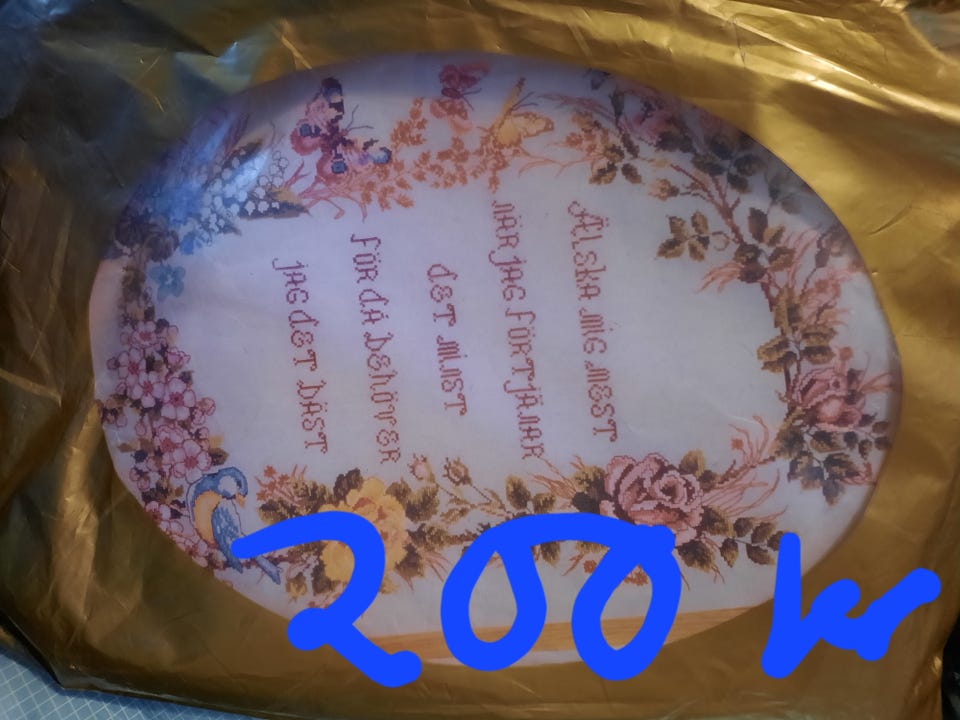 Älska mig mest
när jag förtjänar
det minst
för då behöver
jag det bäst
200 kr